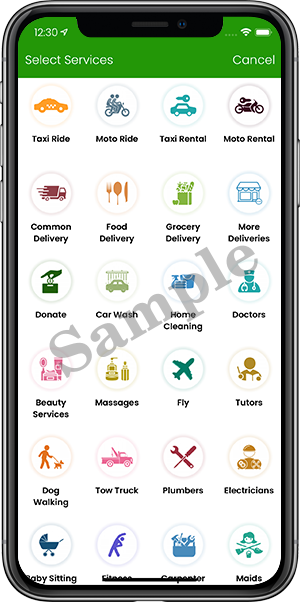 12:30
Select Services Cancel
Taxi Ride Moto Ride Taxi Rental Moto Rental
Common Food Grocery More
Delivery Delivery Delivery Deliveries
Donate Car Wash Home Doctors
Cleaning
Sample
Beauty Massages Fly Tutors
Services
Dog Tow Truck Plumbers Electricians
Walking
Baby Sitting Fitness Carpenter Maids